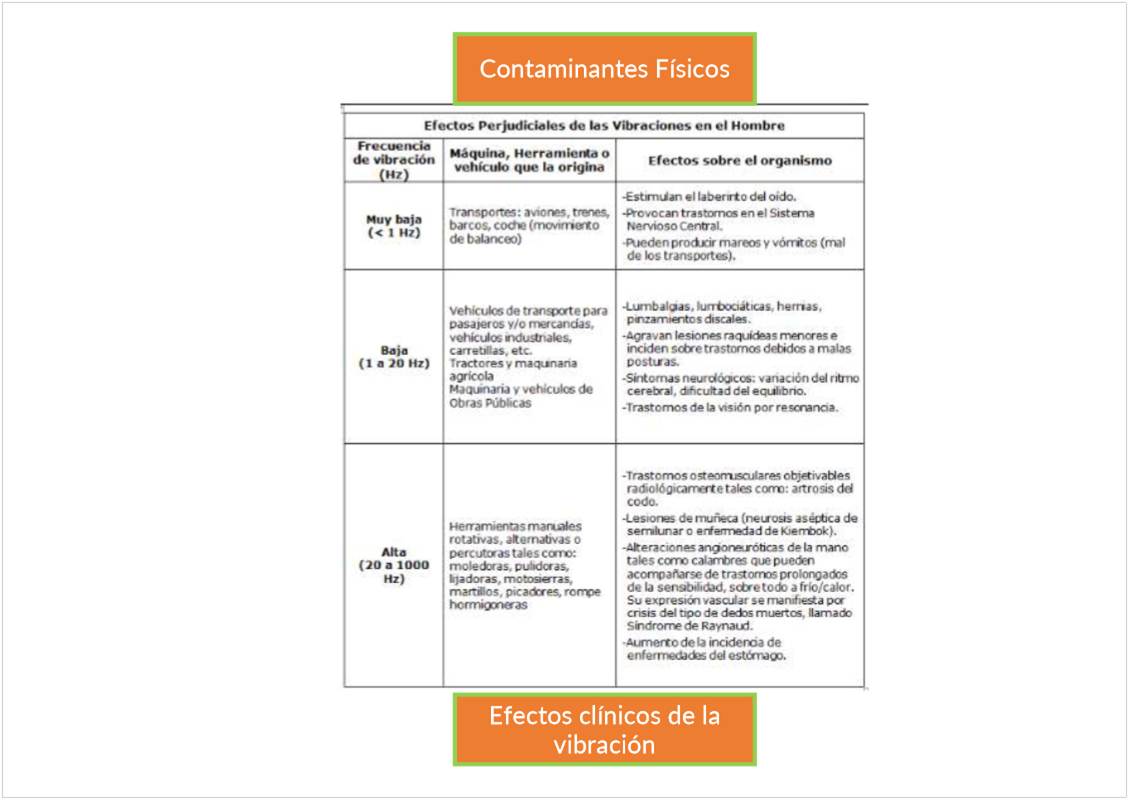 Contaminantes Físicos
Efectos Perjudiciales de las Vibraciones en el Hombre
Frecuencia
de vibración
(Hz)
Máquina, Herramienta o
vehículo que la origina
Efectos sobre el organismo
Muy baja
(< 1 Hz)
Transportes: aviones, trenes,
barcos, coche (movimiento
de balanceo)
-Estimulan el laberinto del oído.
-Provocan trastornos en el Sistema
Nervioso Central.
-Pueden producir mareos y vómitos (mal
de los transportes).
Baja
(1 a 20 Hz)
Vehículos de transporte para
pasajeros y/o mercancías,
vehículos industriales,
carretillas, etc.
Tractores y maquinaria
agrícola
Maquinaria y vehículos de
Obras Públicas
-Lumbalgias, lumbociáticas, hernias,
pinzamientos discales.
-Agravan lesiones raquídeas menores e
inciden sobre trastornos debidos a malas
posturas.
-Síntomas neurológicos: variación del ritmo
cerebral, dificultad del equilibrio.
-Trastornos de la visión por resonancia.
Alta
(20 a 1000
Hz)
Herramientas manuales
rotativas, alternativas o
percutoras tales como:
moledoras, pulidoras,
lijadoras, motosierras,
martillos, picadores, rompe
hormigoneras
-Trastornos osteomusculares objetivables
radiológicamente tales como: artrosis del
codo.
-Lesiones de muñeca (neurosis aséptica de
semilunar o enfermedad de Kiembok).
-Alteraciones angioneuróticas de la mano
tales como calambres que pueden
acompañarse de trastornos prolongados
de la sensibilidad, sobre todo a frío/calor.
Su expresión vascular se manifiesta por
crisis del tipo de dedos muertos, llamado
Síndrome de Raynaud.
-Aumento de la incidencia de
enfermedades del estómago.
Efectos clínicos de la
vibración